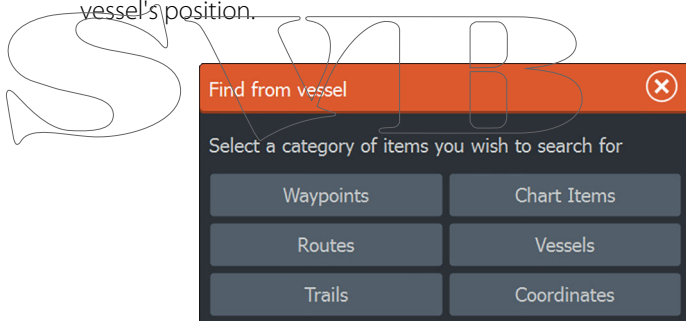 vessel's position.
SVB
Find from vessel
Select a category of items you wish to search for
Waypoints Chart Items
Routes Vessels
Trails Coordinates